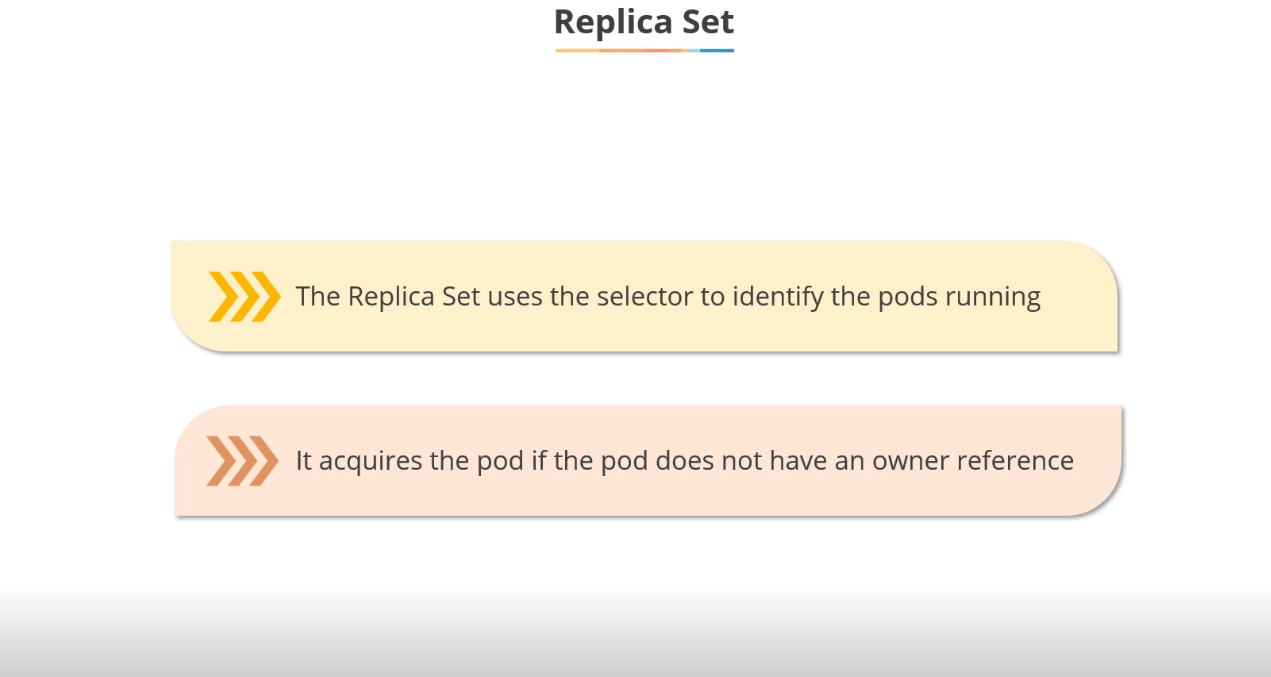 Replica Set
The Replica Set uses the selector to identify the pods running
It acquires the pod if the pod does not have an owner reference